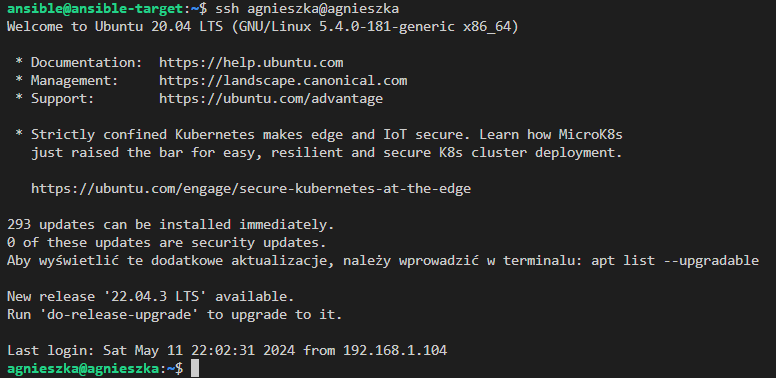 ansible@ansible-target:~$ ssh agnieszka@agnieszka
Welcome to Ubuntu 20.04 LTS (GNU/Linux 5.4.0-181-generic x86_64)
* Documentation:  https://help.ubuntu.com
* Management:     https://landscape.canonical.com
* Support:        https://ubuntu.com/advantage
* Strictly confined Kubernetes makes edge and IoT secure. Learn how MicroK8s
just raised the bar for easy, resilient and secure K8s cluster deployment.
https://ubuntu.com/engage/secure-kubernetes-at-the-edge
293 updates can be installed immediately.
0 of these updates are security updates.
Aby wyświetlić te dodatkowe aktualizacje, należy wprowadzić w terminalu: apt list --upgradable
New release '22.04.3 LTS' available.
Run 'do-release-upgrade' to upgrade to it.
Last login: Sat May 11 22:02:31 2024 from 192.168.1.104
agnieszka@agnieszka:~$